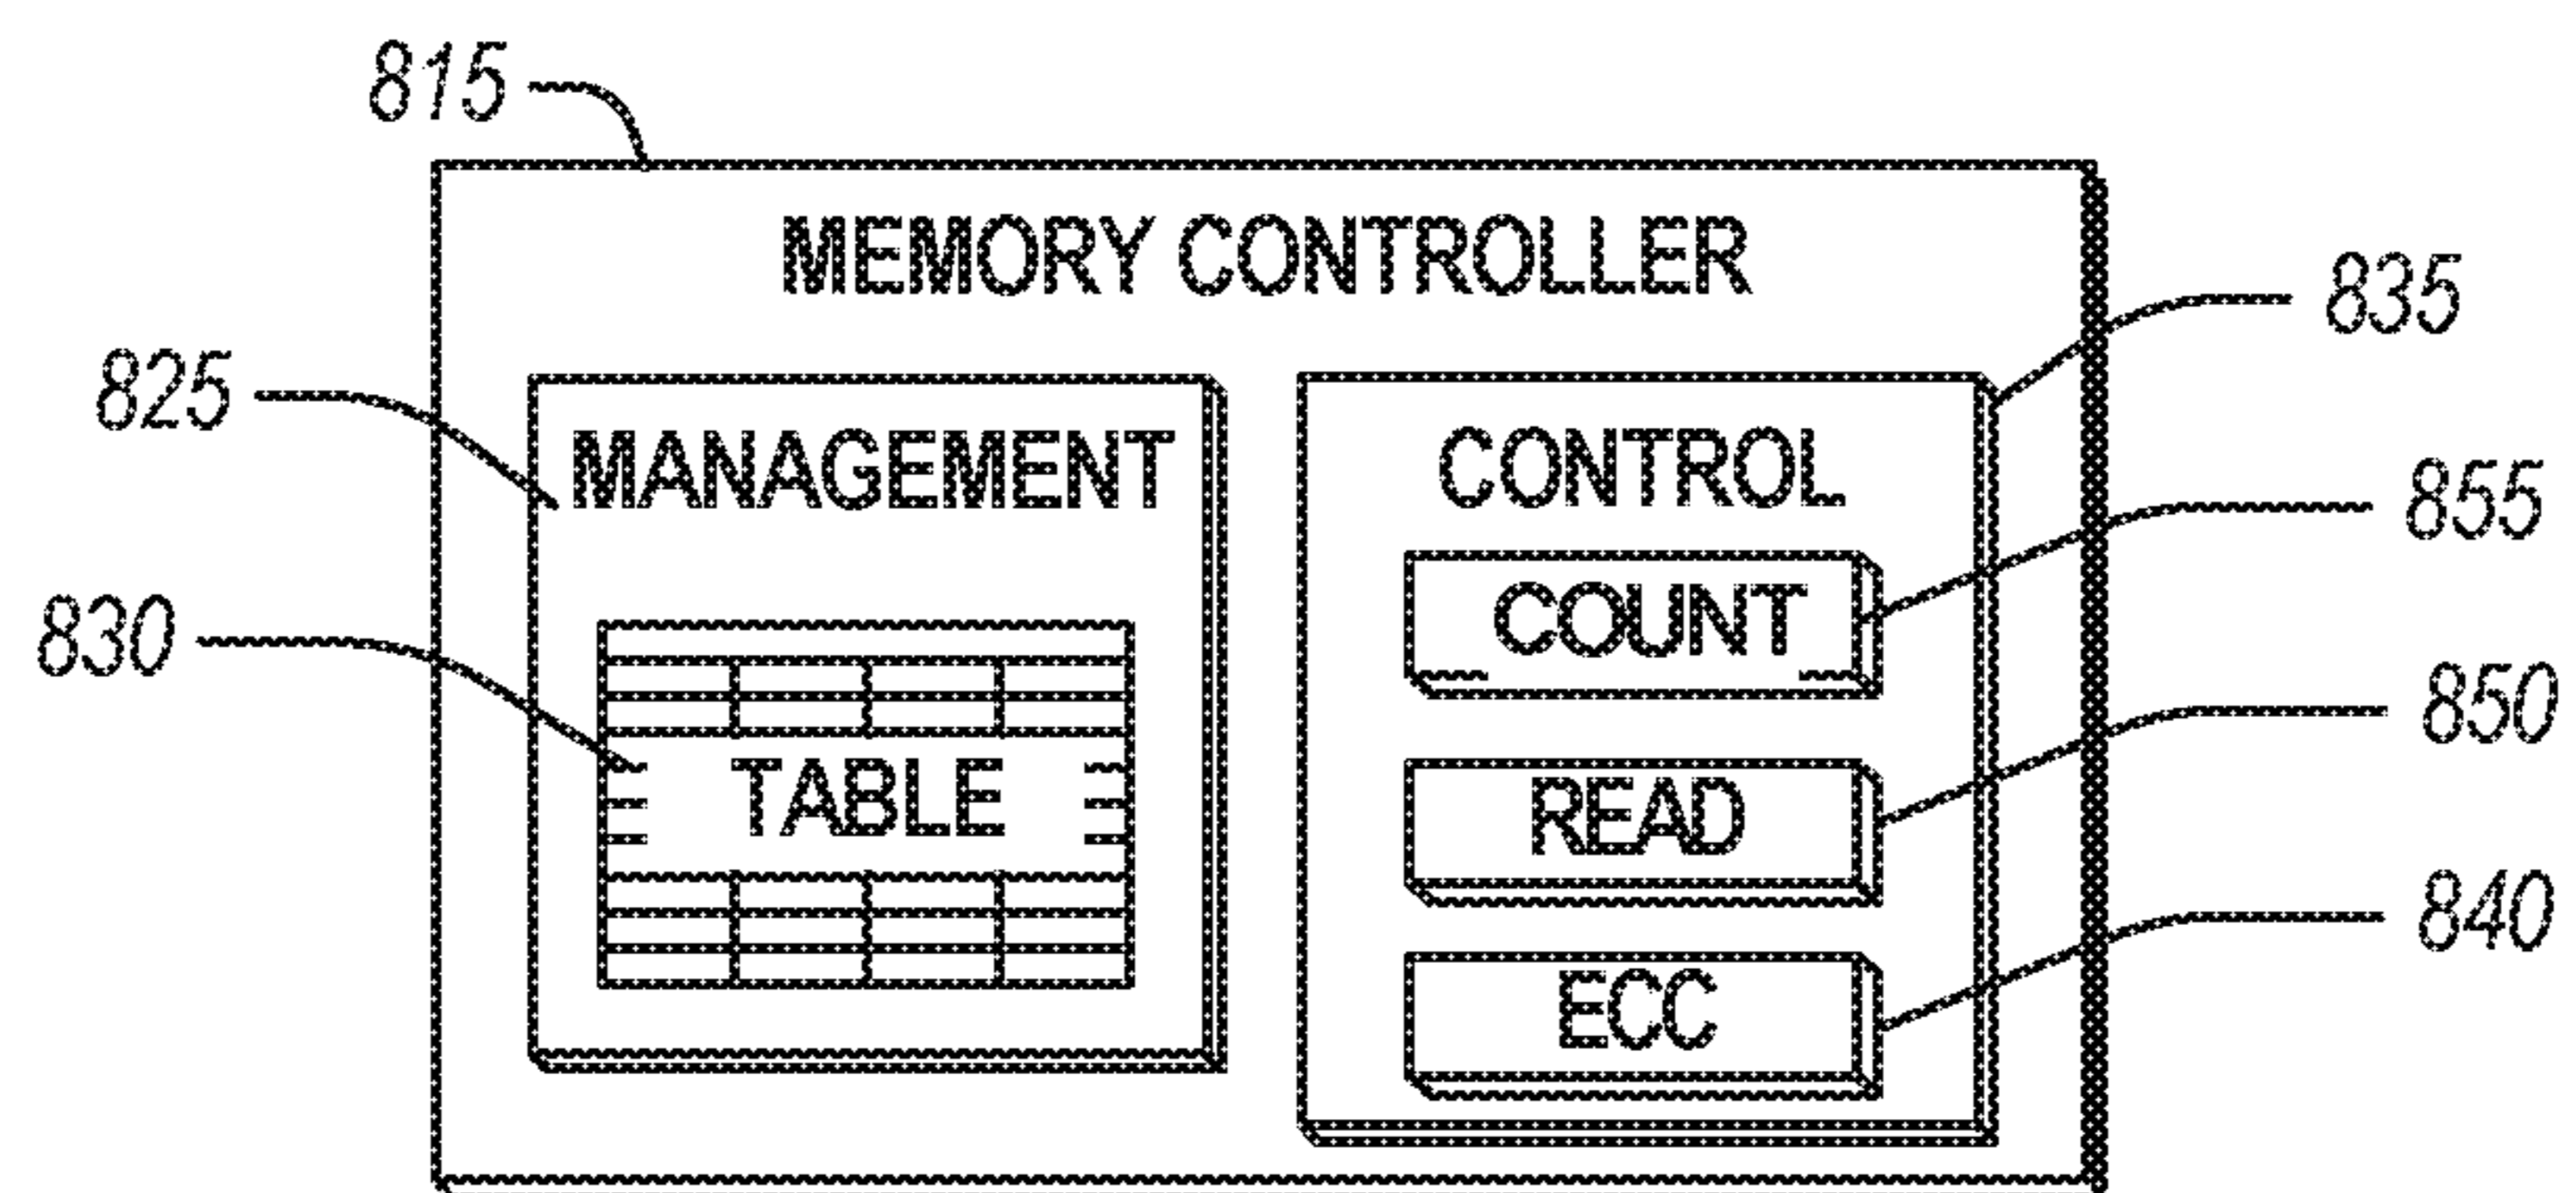 815
MEMORY CONTROLLER
835
825
MANAGEMENT
CONTROL
855
COUNT
830
850
TABLE
READ
840
ECC